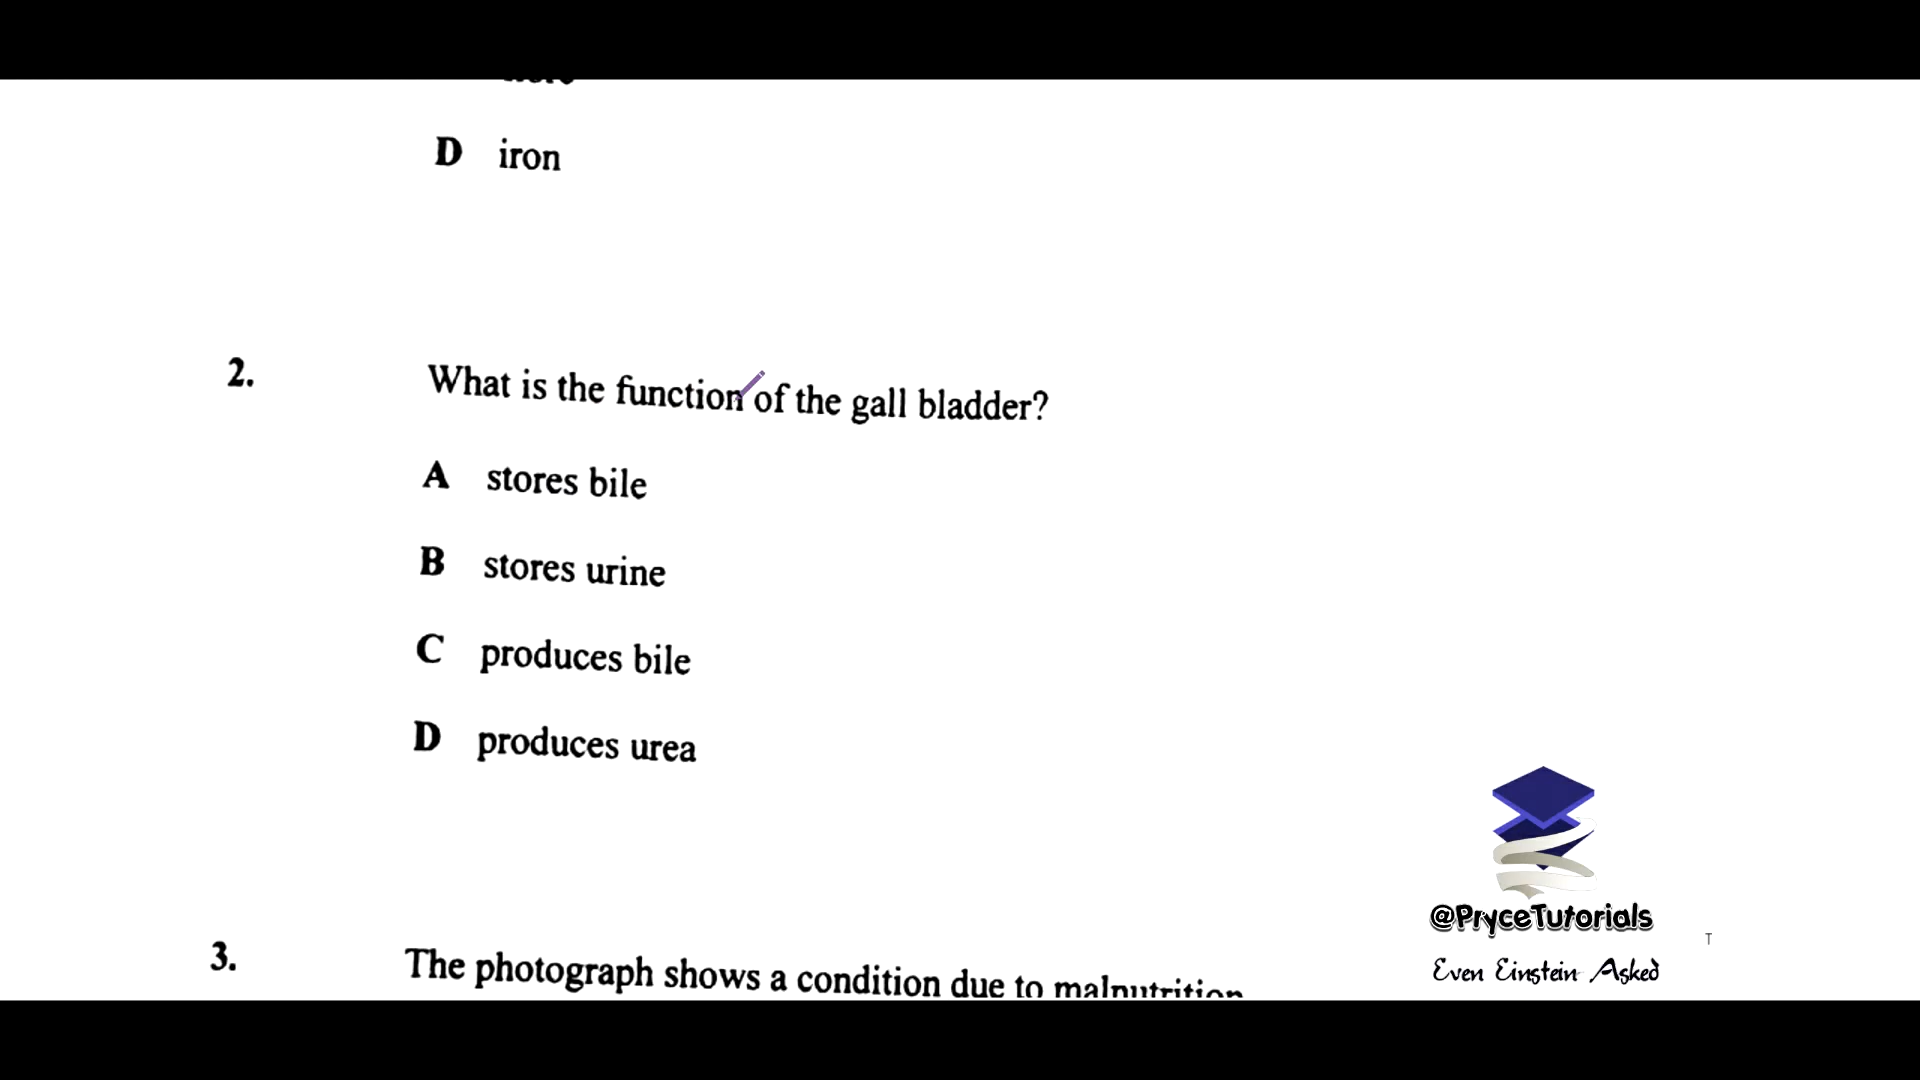 D iron
2. What is the function of the gall bladder?
A stores bile
B stores urine
C produces bile
D produces urea
@PryceTutorials
T
3. The photograph shows a condition due to malnutrition
Even Einstein Asked